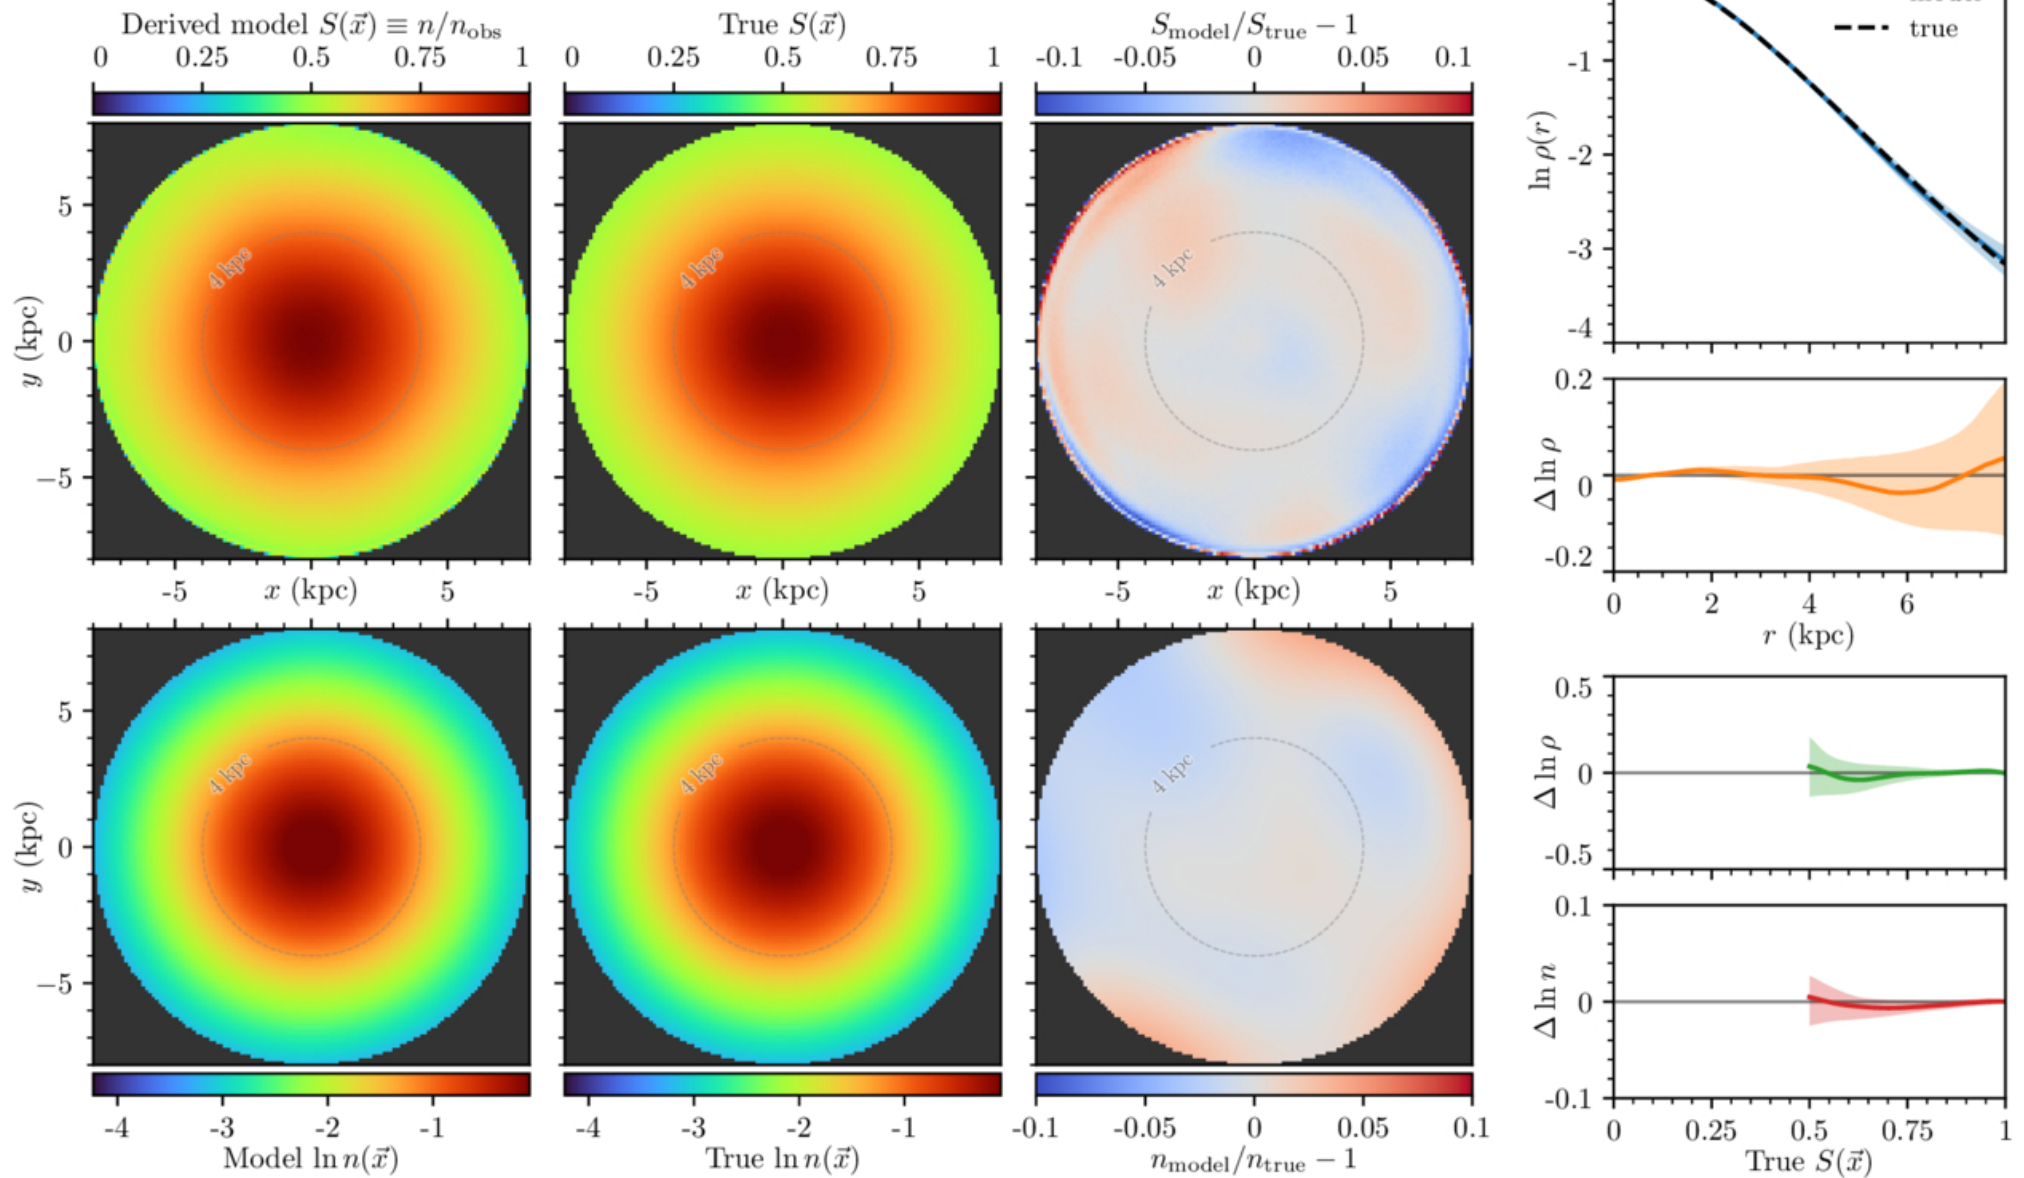 Derived model S(x⃗) ≡ n/n_obs
0 0.25 0.5 0.75 1
True S(x⃗)
0 0.25 0.5 0.75 1
S_model/S_true − 1
-0.1 -0.05 0 0.05 0.1
true
ln ρ(r)
-1
-2
-3
-4
y (kpc)
5
0
−5
4 kpc
4 kpc
4 kpc
-5 x (kpc) 5
-5 x (kpc) 5
-5 x (kpc) 5
Δ ln ρ
0.2
0
-0.2
0 2 4 6
r (kpc)
y (kpc)
5
0
−5
4 kpc
4 kpc
4 kpc
Δ ln ρ
0.5
0
-0.5
Δ ln n
0.1
0
-0.1
-4 -3 -2 -1
Model ln n(x⃗)
-4 -3 -2 -1
True ln n(x⃗)
-0.1 -0.05 0 0.05 0.1
n_model/n_true − 1
0 0.25 0.5 0.75 1
True S(x⃗)